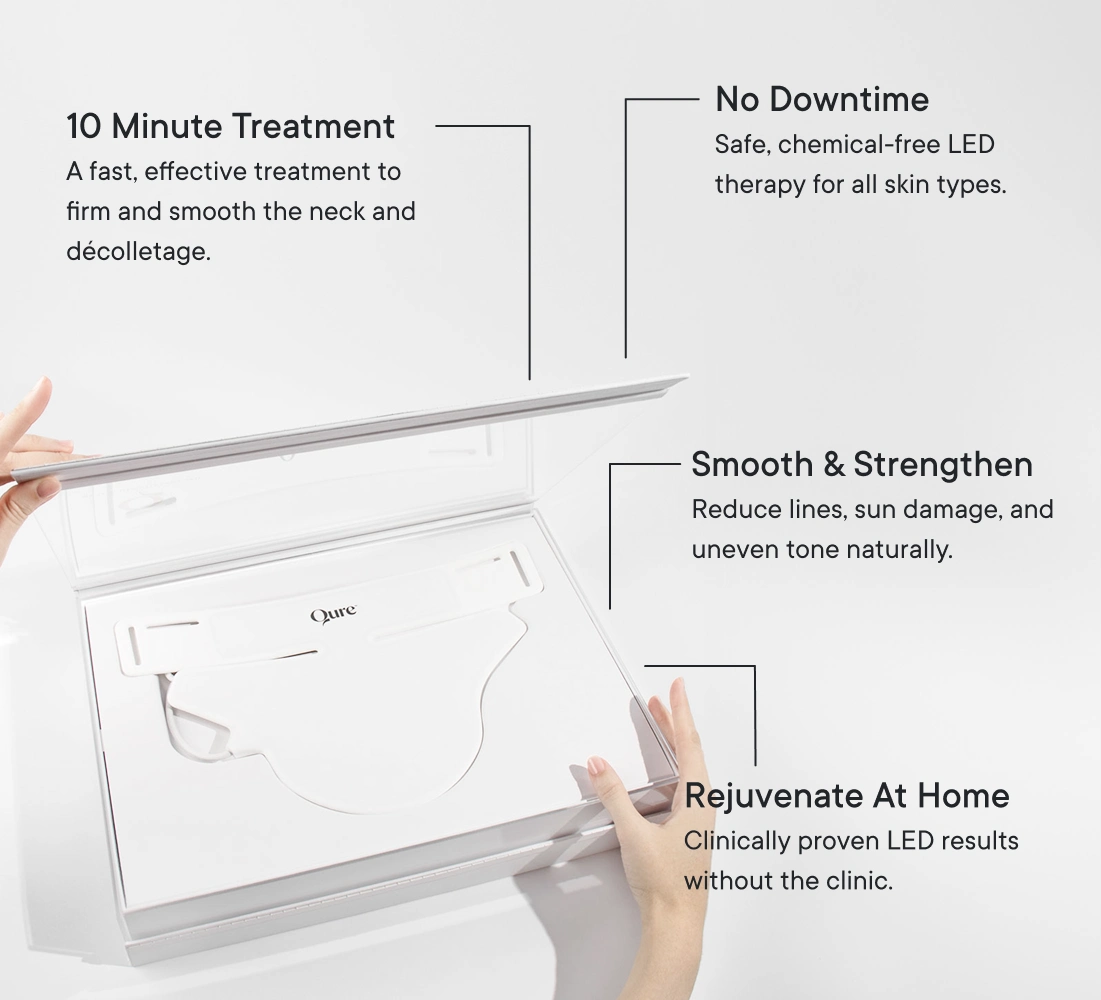 10 Minute Treatment
A fast, effective treatment to
firm and smooth the neck and
décolletage.
No Downtime
Safe, chemical-free LED
therapy for all skin types.
Smooth & Strengthen
Reduce lines, sun damage, and
uneven tone naturally.
Qure
Rejuvenate At Home
Clinically proven LED results
without the clinic.